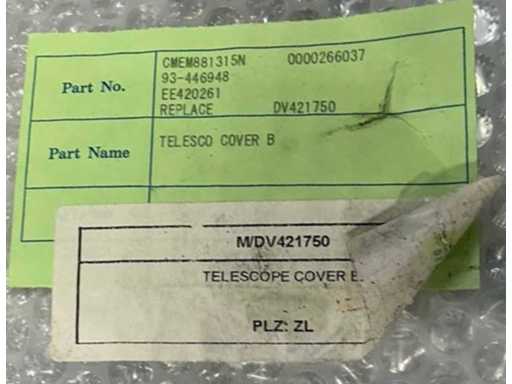 Part No.
CMEM881315N 0000266037
93-446948
EE420261
REPLACE DV421750
Part Name
TELESCO COVER B
M/DV421750
TELESCOPE COVER
PLZ: ZL